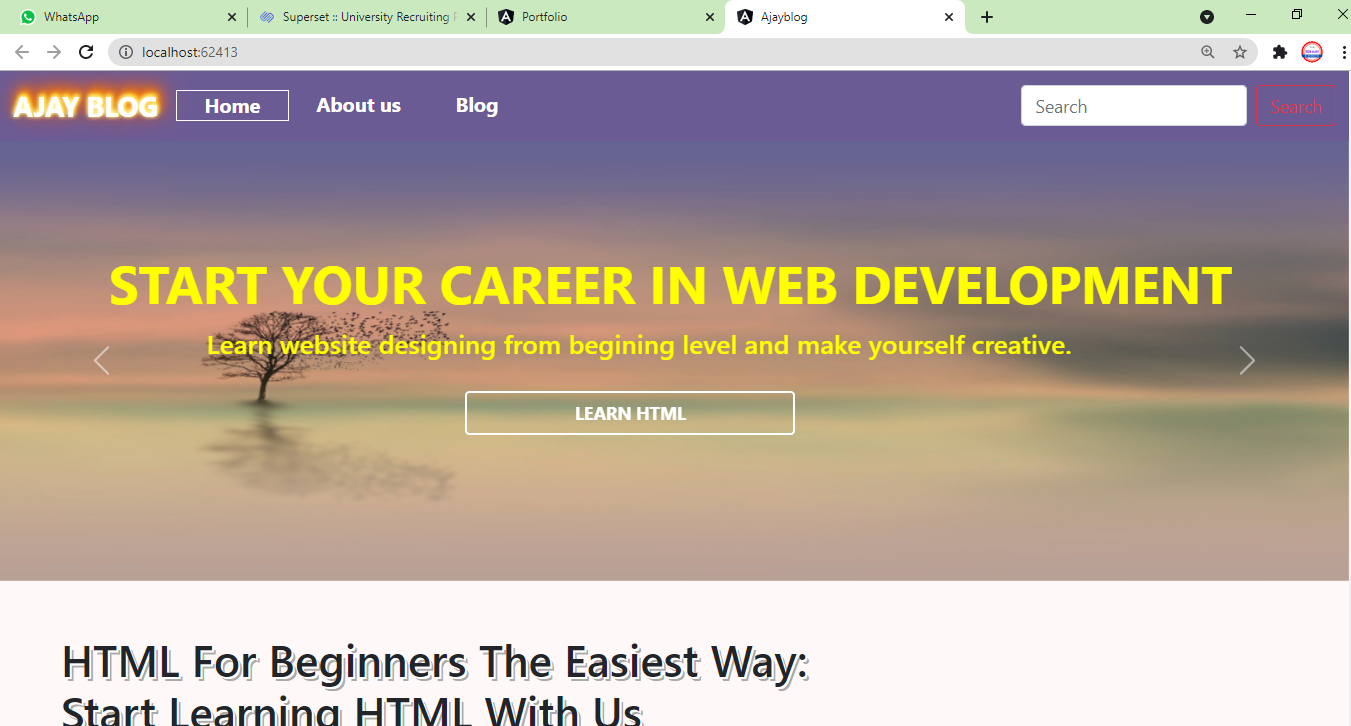 WhatsApp
Superset :: University Recruiting
Portfolio
Ajayblog
localhost:62413
AJAY BLOG
Home
About us
Blog
Search
Search
START YOUR CAREER IN WEB DEVELOPMENT
Learn website designing from begining level and make yourself creative.
LEARN HTML
HTML For Beginners The Easiest Way:
Start Learning HTML With Us